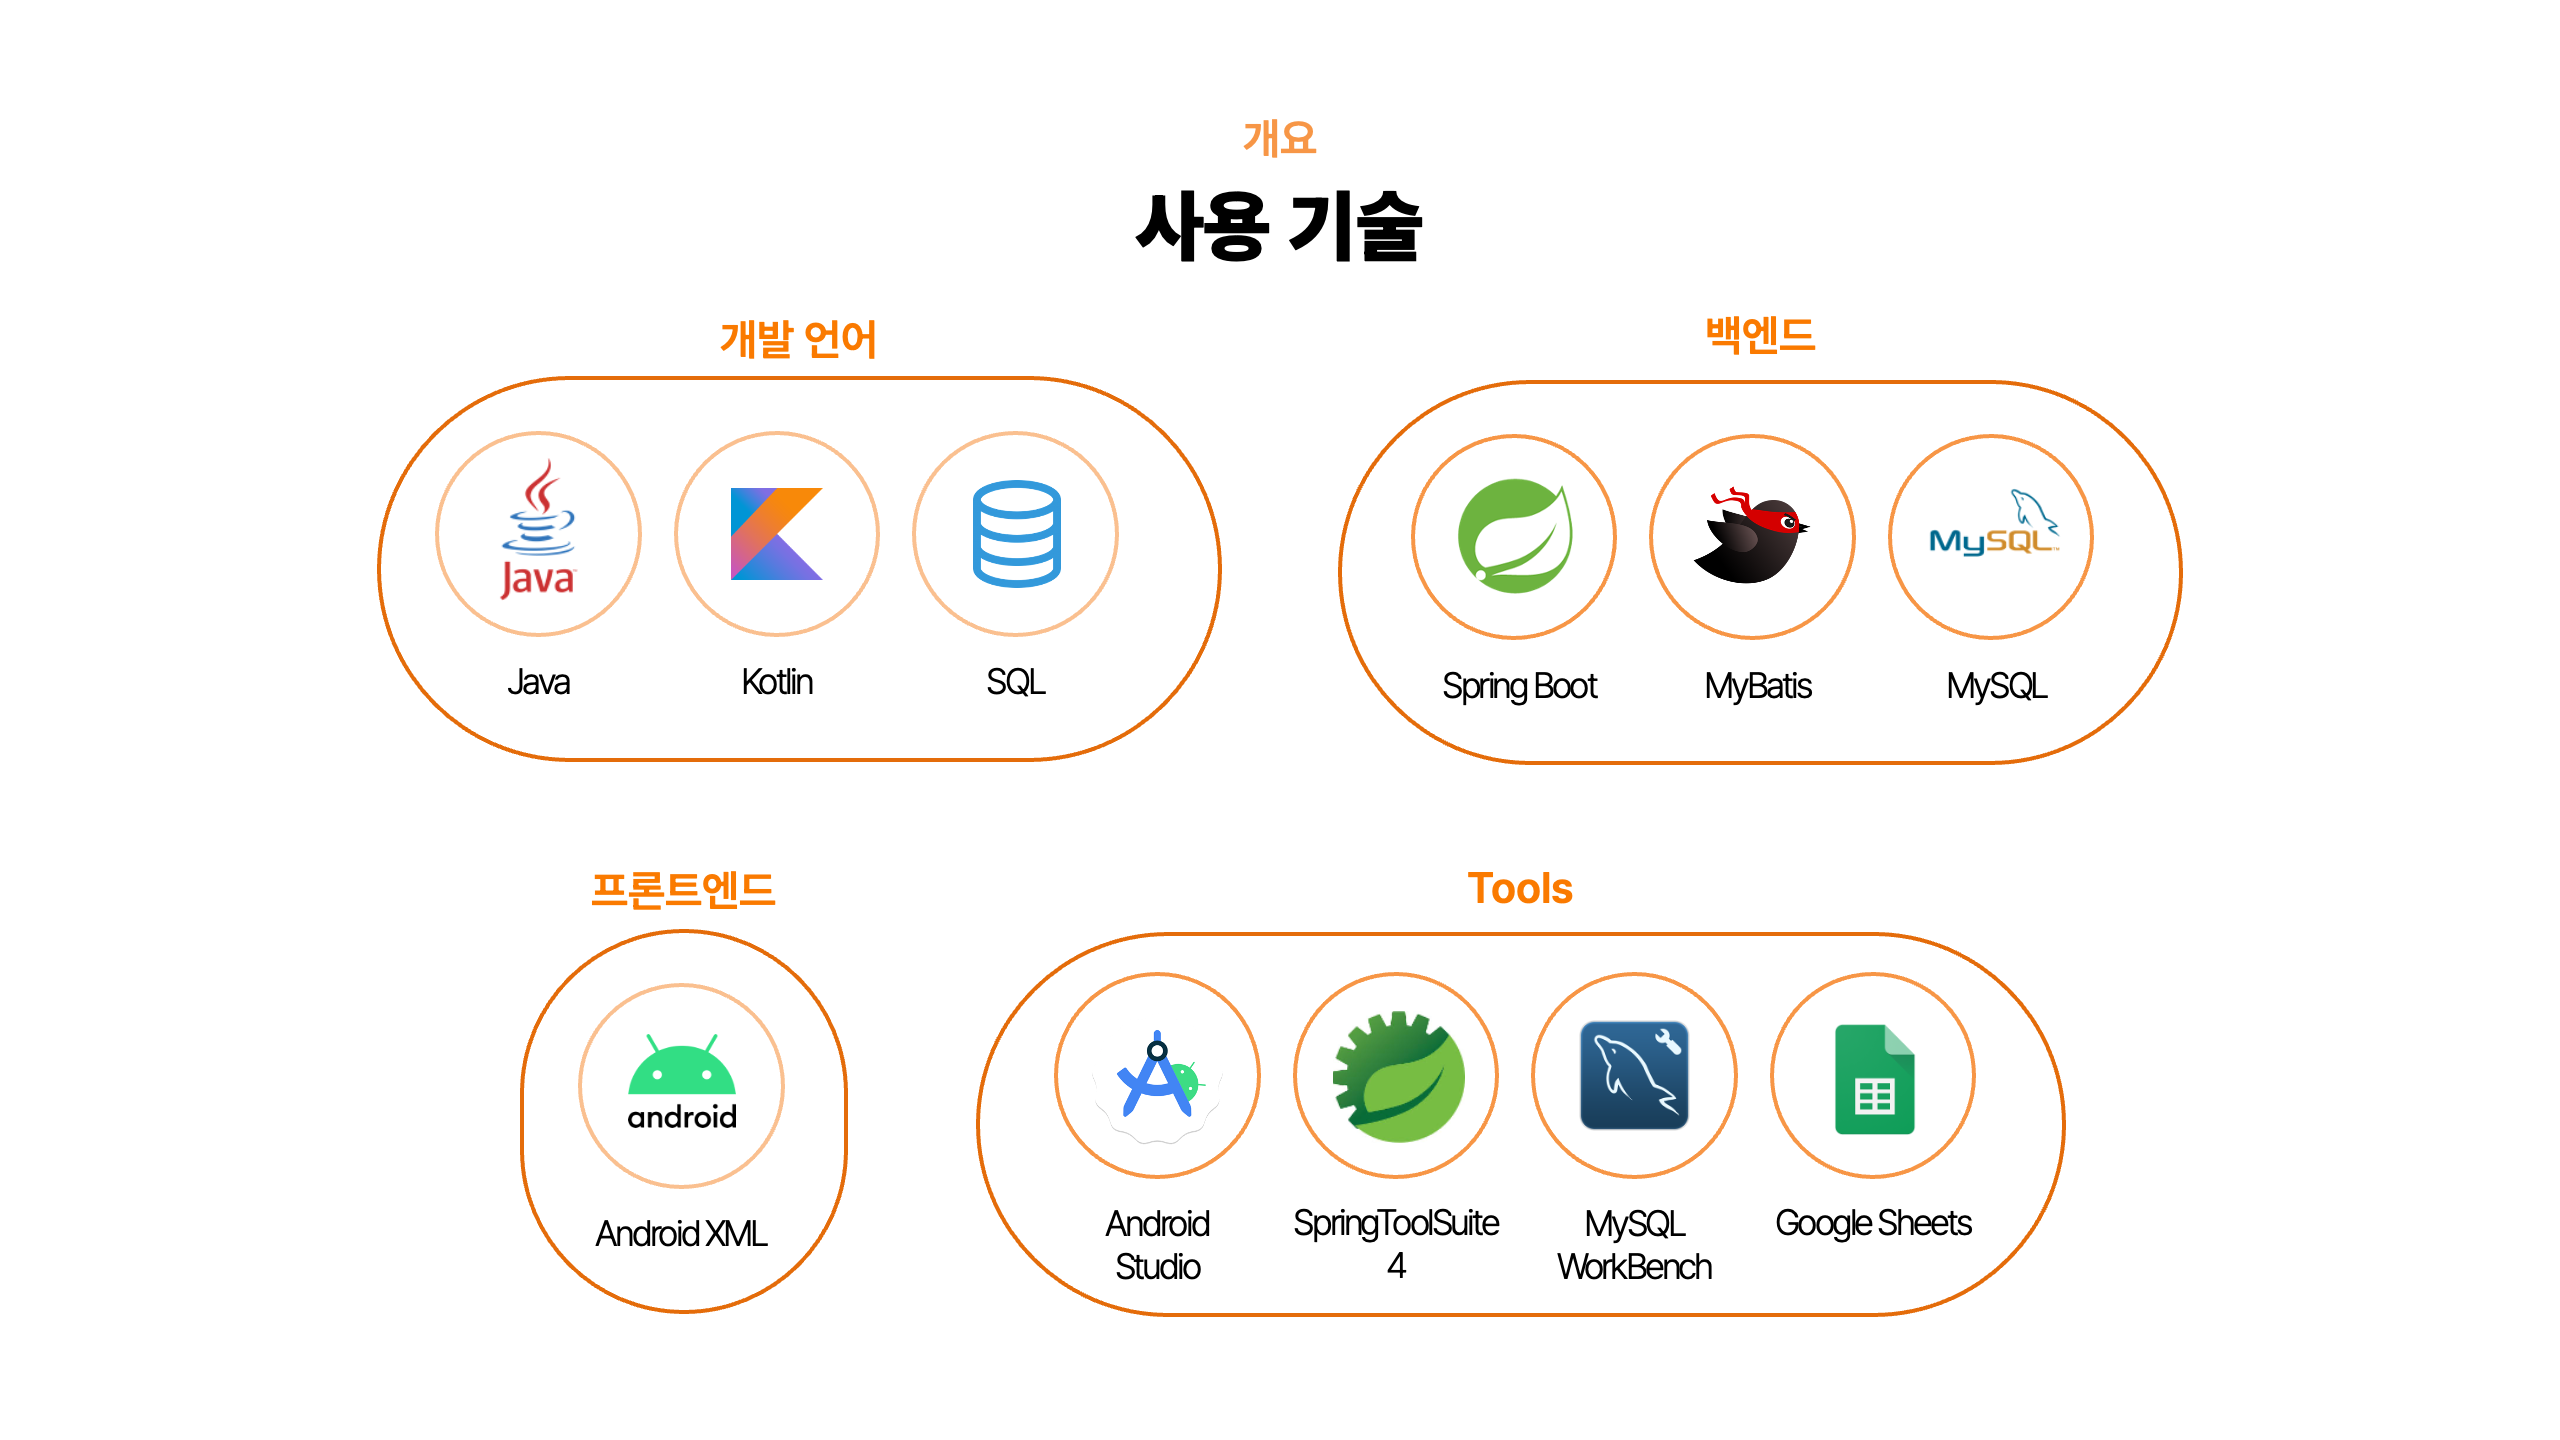 개요
사용 기술
개발 언어
Java
Java
Kotlin
SQL
백엔드
MySQL
Spring Boot
MyBatis
MySQL
프론트엔드
android
Android XML
Tools
Android
Studio
SpringToolSuite
4
MySQL
WorkBench
Google Sheets